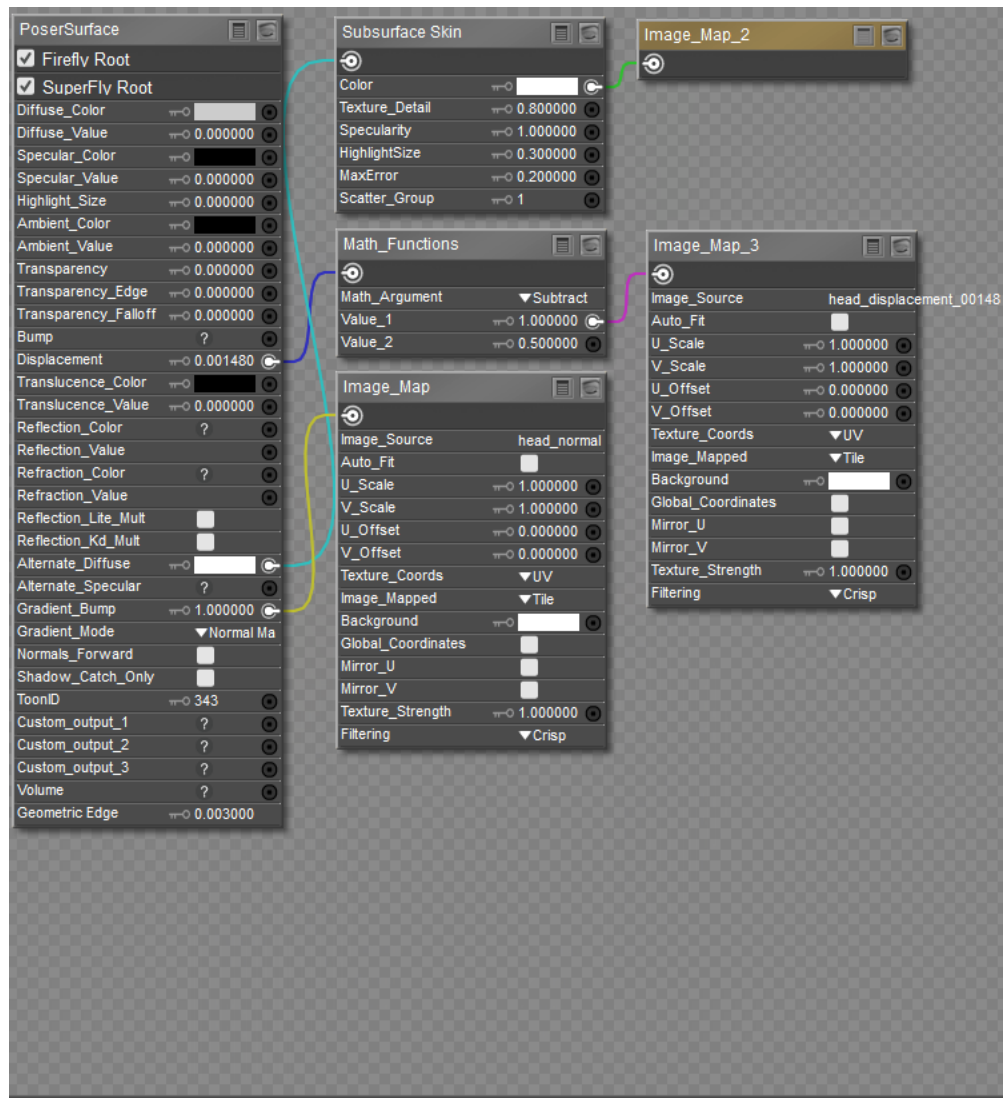 PoserSurface
Firefly Root
SuperFly Root
Diffuse_Color
Diffuse_Value 0.000000
Specular_Color
Specular_Value 0.000000
Highlight_Size 0.000000
Ambient_Color
Ambient_Value 0.000000
Transparency 0.000000
Transparency_Edge 0.000000
Transparency_Falloff 0.000000
Bump ?
Displacement 0.001480
Translucence_Color
Translucence_Value 0.000000
Reflection_Color ?
Reflection_Value
Refraction_Color ?
Refraction_Value
Reflection_Lite_Mult
Reflection_Kd_Mult
Alternate_Diffuse
Alternate_Specular ?
Gradient_Bump 1.000000
Gradient_Mode Normal Ma
Normals_Forward
Shadow_Catch_Only
ToonID 343
Custom_output_1 ?
Custom_output_2 ?
Custom_output_3 ?
Volume ?
Geometric Edge 0.003000
Subsurface Skin
Color
Texture_Detail 0.800000
Specularity 1.000000
HighlightSize 0.300000
MaxError 0.200000
Scatter_Group 1
Math_Functions
Math_Argument Subtract
Value_1 1.000000
Value_2 0.500000
Image_Map
Image_Source head_normal
Auto_Fit
U_Scale 1.000000
V_Scale 1.000000
U_Offset 0.000000
V_Offset 0.000000
Texture_Coords UV
Image_Mapped Tile
Background
Global_Coordinates
Mirror_U
Mirror_V
Texture_Strength 1.000000
Filtering Crisp
Image_Map_2
Image_Map_3
Image_Source head_displacement_00148
Auto_Fit
U_Scale 1.000000
V_Scale 1.000000
U_Offset 0.000000
V_Offset 0.000000
Texture_Coords UV
Image_Mapped Tile
Background
Global_Coordinates
Mirror_U
Mirror_V
Texture_Strength 1.000000
Filtering Crisp